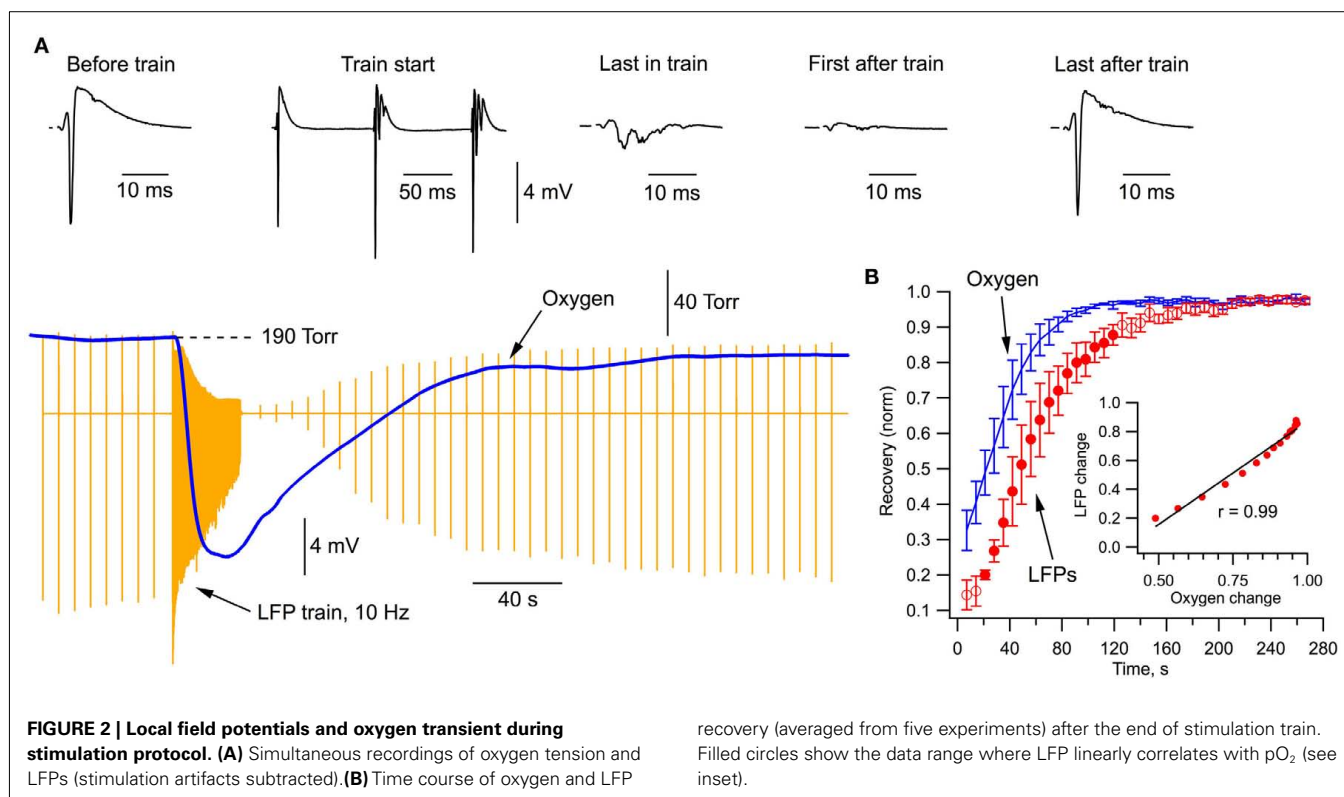 A
Before train
Train start
Last in train
First after train
Last after train
10 ms
50 ms
4 mV
10 ms
10 ms
10 ms
190 Torr
Oxygen
40 Torr
4 mV
40 s
LFP train, 10 Hz
B
Oxygen
1.0
0.9
0.8
0.7
0.6
0.5
0.4
0.3
0.2
0.1
Recovery (norm)
LFPs
1.0
0.8
0.6
0.4
0.2
0.0
LFP change
r = 0.99
0.50
0.75
1.00
Oxygen change
0
40
80
120
160
200
240
280
Time, s
FIGURE 2 | Local field potentials and oxygen transient during
stimulation protocol. (A) Simultaneous recordings of oxygen tension and
LFPs (stimulation artifacts subtracted).(B) Time course of oxygen and LFP
recovery (averaged from five experiments) after the end of stimulation train.
Filled circles show the data range where LFP linearly correlates with pO₂ (see
inset).